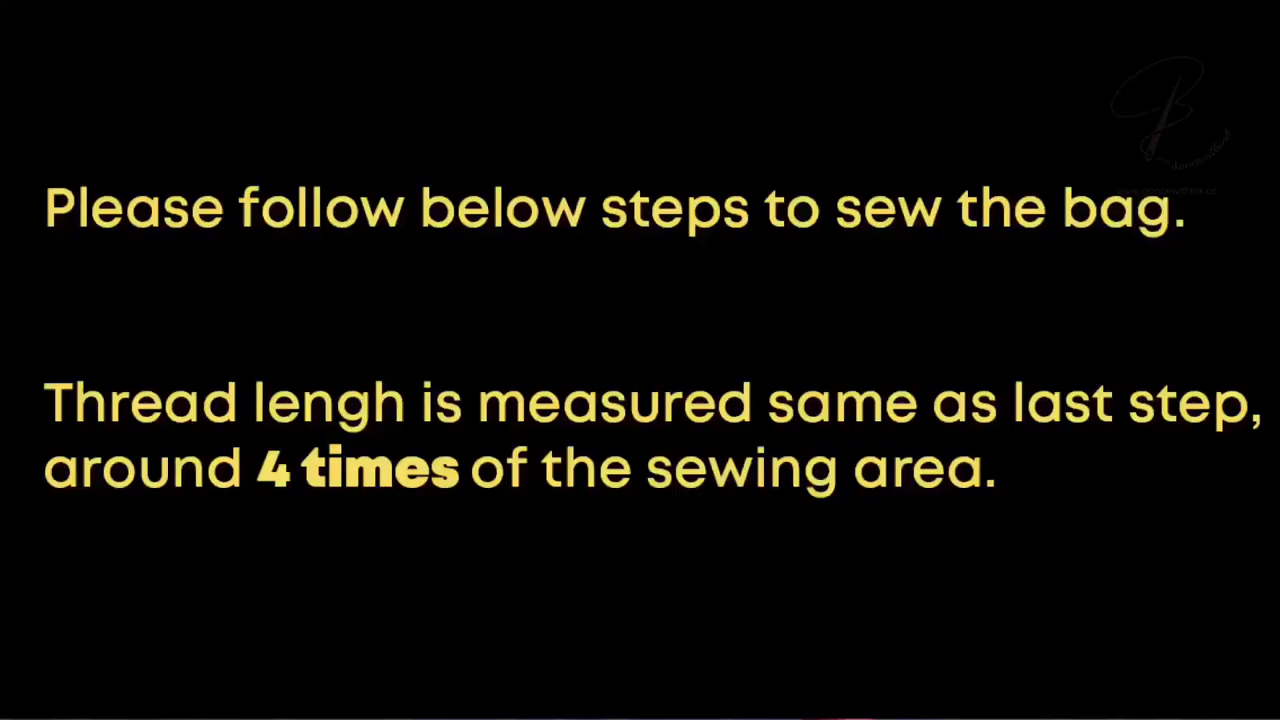 Please follow below steps to sew the bag.
Thread lengh is measured same as last step,
around 4 times of the sewing area.